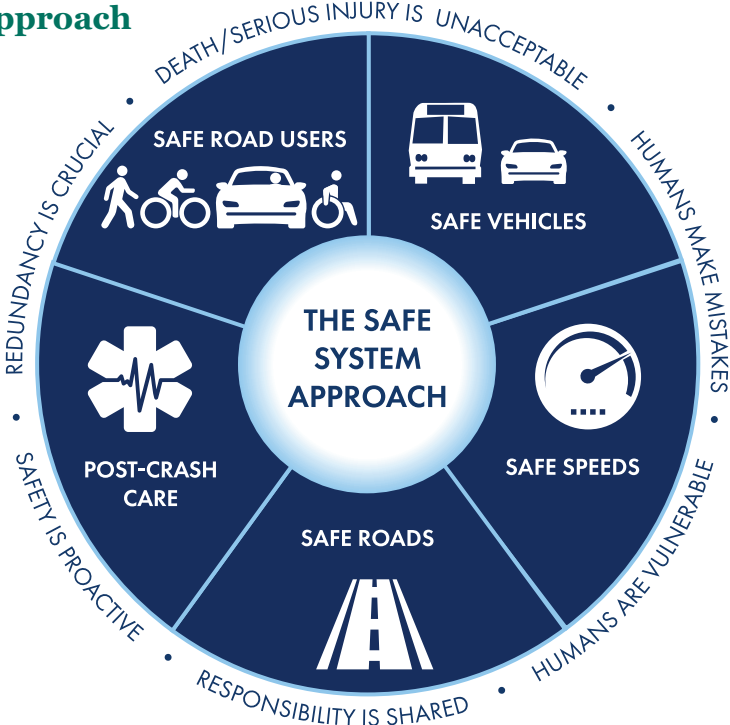 pproach
DEATH/SERIOUS INJURY IS UNACCEPTABLE
HUMANS MAKE MISTAKES
HUMANS ARE VULNERABLE
RESPONSIBILITY IS SHARED
SAFETY IS PROACTIVE
REDUNDANCY IS CRUCIAL
SAFE ROAD USERS
SAFE VEHICLES
THE SAFE
SYSTEM
APPROACH
SAFE SPEEDS
POST-CRASH
CARE
SAFE ROADS